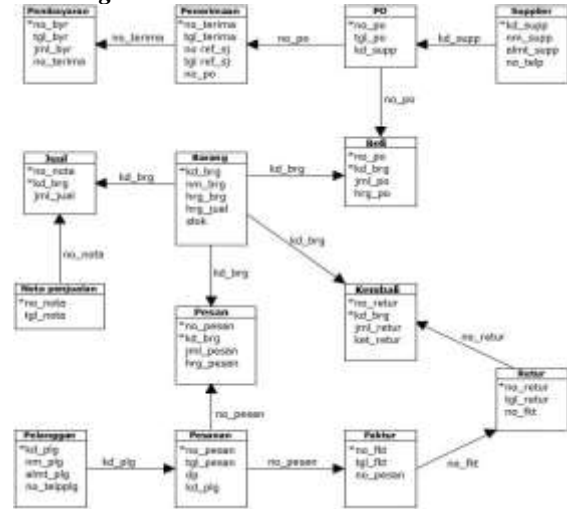 Pembayaran
*no_byr
tgl_byr
jml_byr
no_terima
no_terima
Penerimaan
*no_terima
tgl_terima
no ref_sj
tgl ref_sj
no_po
no_po
PO
*no_po
tgl_po
kd_supp
kd_supp
Supplier
*kd_supp
nm_supp
almt_supp
no_telp
no_po
Jual
*no_nota
*kd_brg
jml_jual
kd_brg
Barang
*kd_brg
nm_brg
hrg_brg
hrg_jual
stok
kd_brg
Beli
*no_po
*kd_brg
jml_po
hrg_po
no_nota
kd_brg
kd_brg
Nota penjualan
*no_nota
tgl_nota
Pesan
*no_pesan
*kd_brg
jml_pesan
hrg_pesan
Kembali
*no_retur
*kd_brg
jml_retur
ket_retur
no_retur
Retur
*no_retur
tgl_retur
no_fkt
no_pesan
Pelanggan
*kd_plg
nm_plg
almt_plg
no_telpplg
kd_plg
Pesanan
*no_pesan
tgl_pesan
kd_plg
no_pesan
Faktur
*no_fkt
tgl_fkt
no_pesan
no_fkt